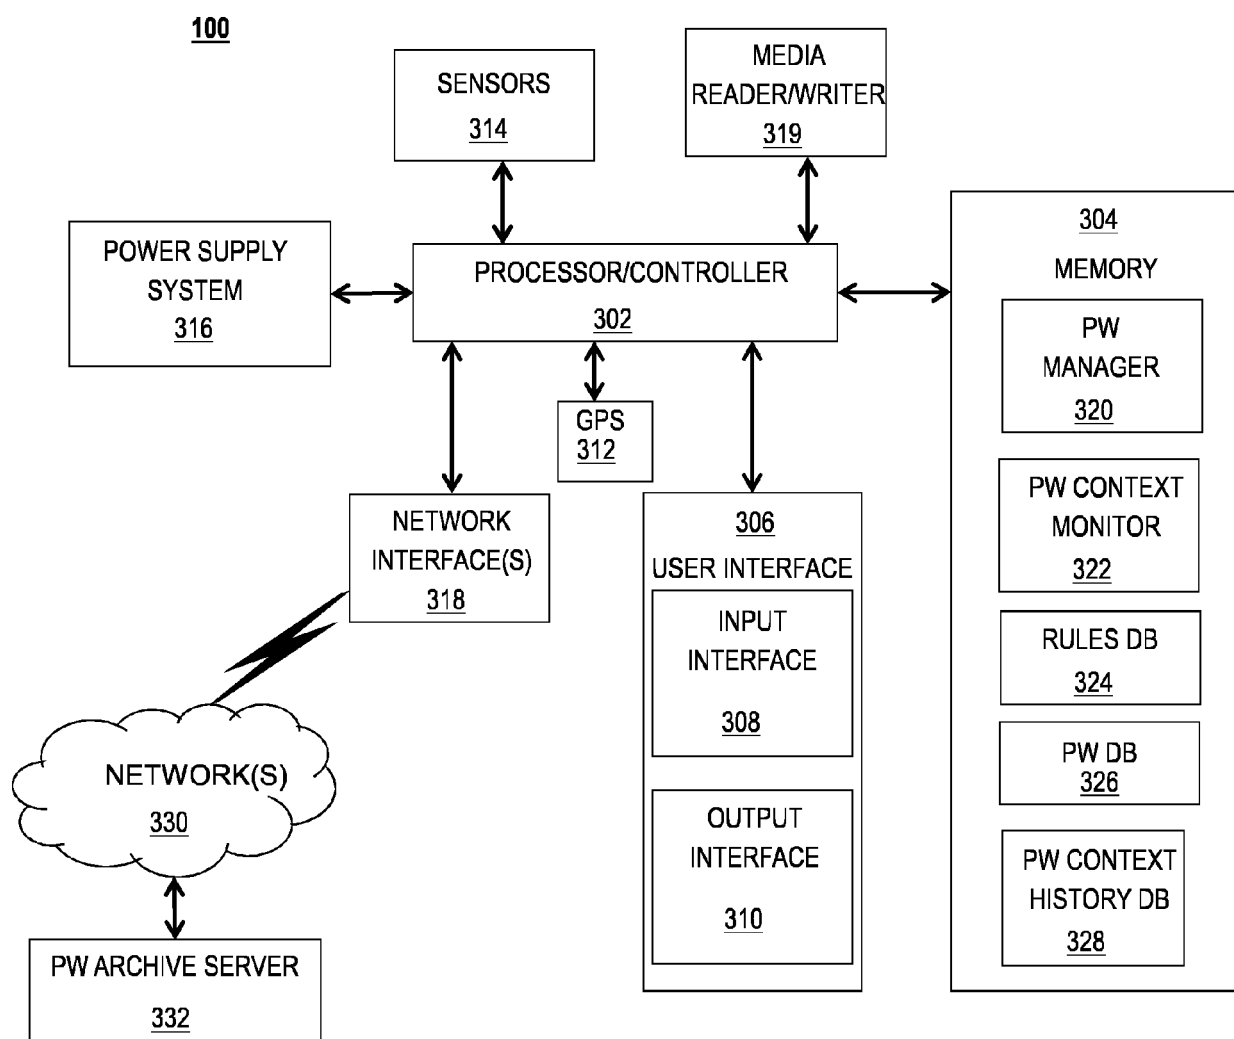 100
SENSORS
314
MEDIA
READER/WRITER
319
POWER SUPPLY
SYSTEM
316
PROCESSOR/CONTROLLER
302
304
MEMORY
PW
MANAGER
320
PW CONTEXT
MONITOR
322
RULES DB
324
PW DB
326
PW CONTEXT
HISTORY DB
328
GPS
312
NETWORK
INTERFACE(S)
318
306
USER INTERFACE
INPUT
INTERFACE
308
OUTPUT
INTERFACE
310
NETWORK(S)
330
PW ARCHIVE SERVER
332